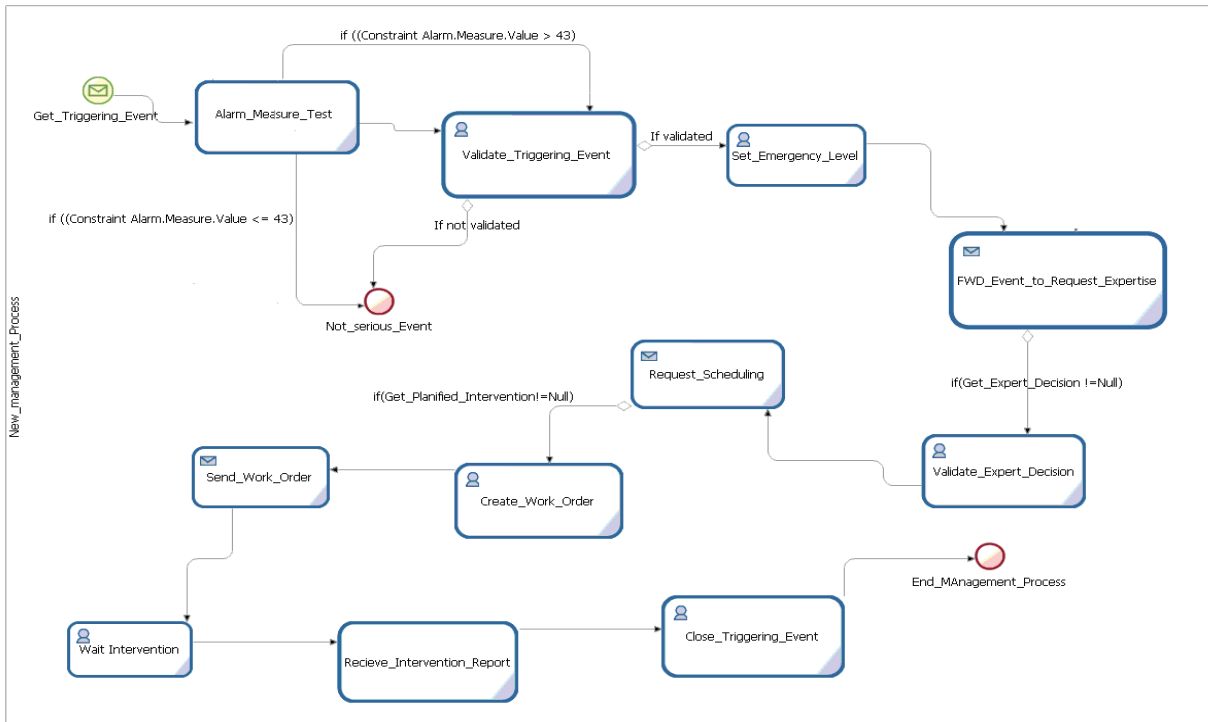 if ((Constraint Alarm.Measure.Value > 43)
Get_Triggering_Event
Alarm_Measure_Test
Validate_Triggering_Event
If validated
Set_Emergency_Level
if ((Constraint Alarm.Measure.Value <= 43)
If not validated
Not_serious_Event
FWD_Event_to_Request_Expertise
New_management_Process
Request_Scheduling
if(Get_Expert_Decision !=Null)
if(Get_Planified_Intervention!=Null)
Validate_Expert_Decision
Send_Work_Order
Create_Work_Order
End_MAnagement_Process
Wait Intervention
Recieve_Intervention_Report
Close_Triggering_Event